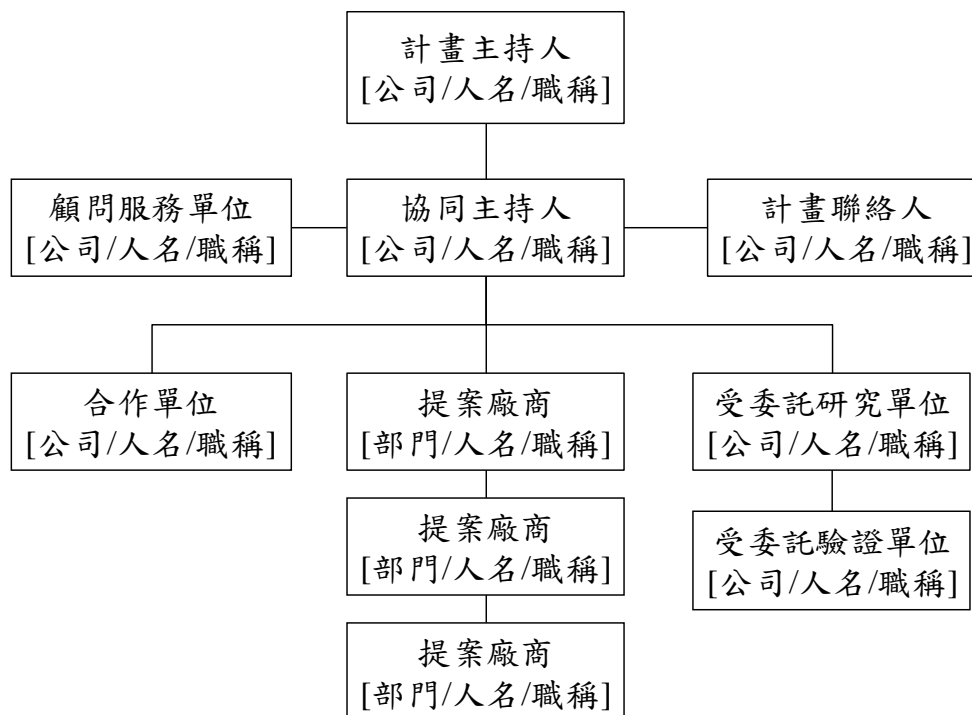 計畫主持人
[公司/人名/職稱]
顧問服務單位
[公司/人名/職稱]
協同主持人
[公司/人名/職稱]
計畫聯絡人
[公司/人名/職稱]
合作單位
[公司/人名/職稱]
提案廠商
[部門/人名/職稱]
受委託研究單位
[公司/人名/職稱]
提案廠商
[部門/人名/職稱]
受委託驗證單位
[公司/人名/職稱]
提案廠商
[部門/人名/職稱]